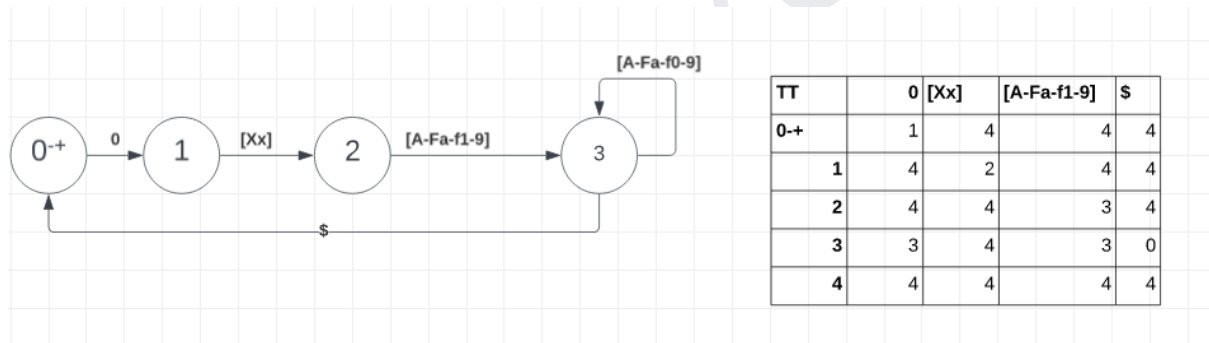 [A-Fa-f0-9]
0-+ 0 1 [Xx] 2 [A-Fa-f1-9] 3
$
TT 0 [Xx] [A-Fa-f1-9] $
0-+ 1 4 4 4
1 4 2 4 4
2 4 4 3 4
3 3 4 3 0
4 4 4 4 4